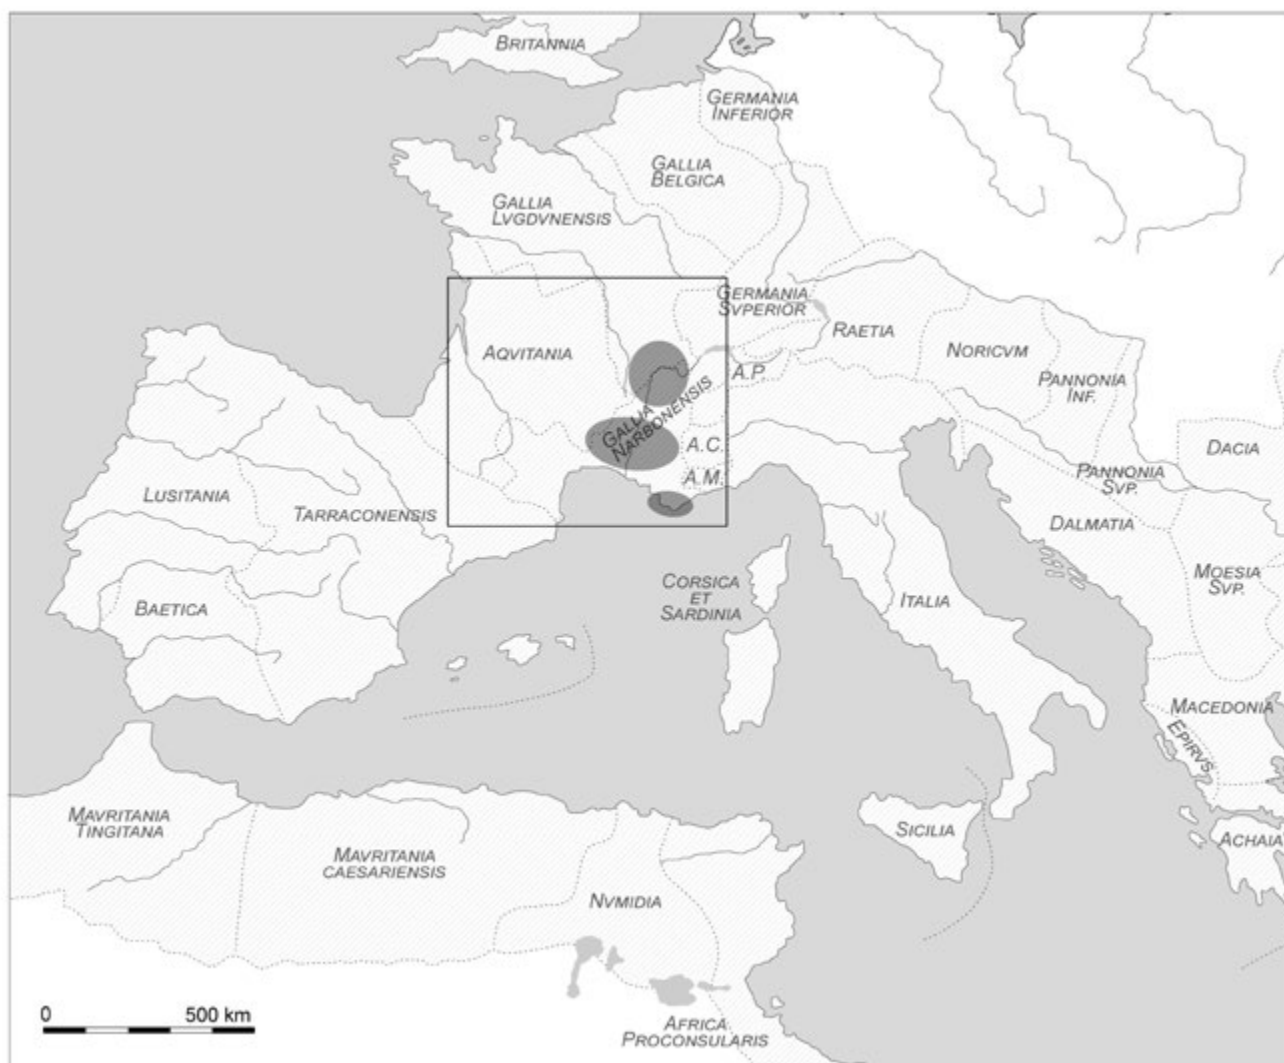 BRITANNIA
GERMANIA
INFERIOR
GALLIA
BELGICA
GALLIA
LVGDVNENSIS
GERMANIA
SVPERIOR
RAETIA
AQVITANIA
NORICVM
A.P.
PANNONIA
INF.
GALLIA
NARBONENSIS
A.C.
DACIA
A.M.
PANNONIA
SVP.
LUSITANIA
TARRACONENSIS
DALMATIA
MOESIA
SVP.
CORSICA
ET
SARDINIA
BAETICA
ITALIA
MACEDONIA
EPIRVS
MAVRITANIA
TINGITANA
SICILIA
ACHAIA
MAVRITANIA
CAESARIENSIS
NVMIDIA
0 500 km
AFRICA
PROCONSULARIS